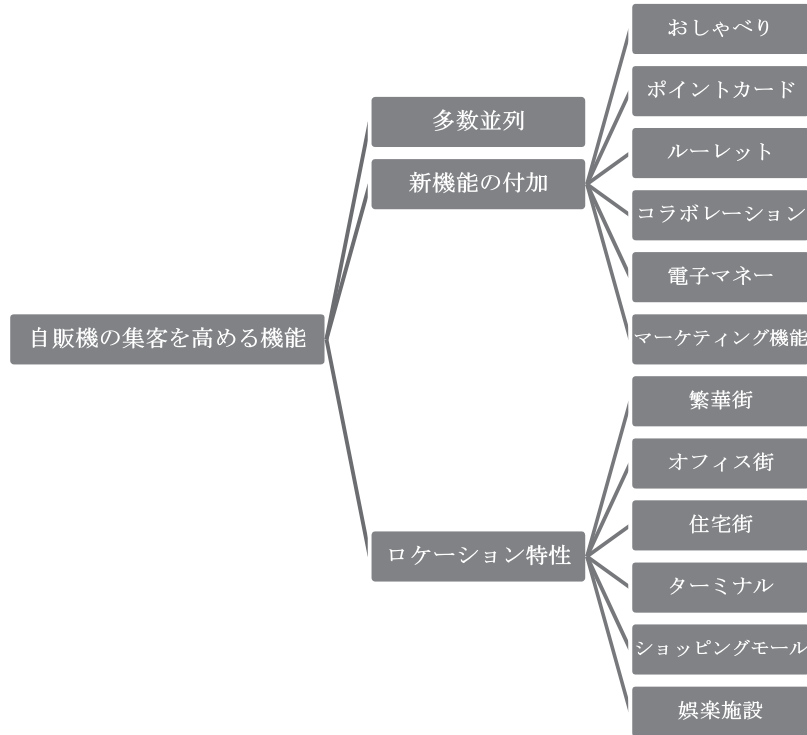 自販機の集客を高める機能
多数並列
新機能の付加
おしゃべり
ポイントカード
ルーレット
コラボレーション
電子マネー
マーケティング機能
ロケーション特性
繁華街
オフィス街
住宅街
ターミナル
ショッピングモール
娯楽施設